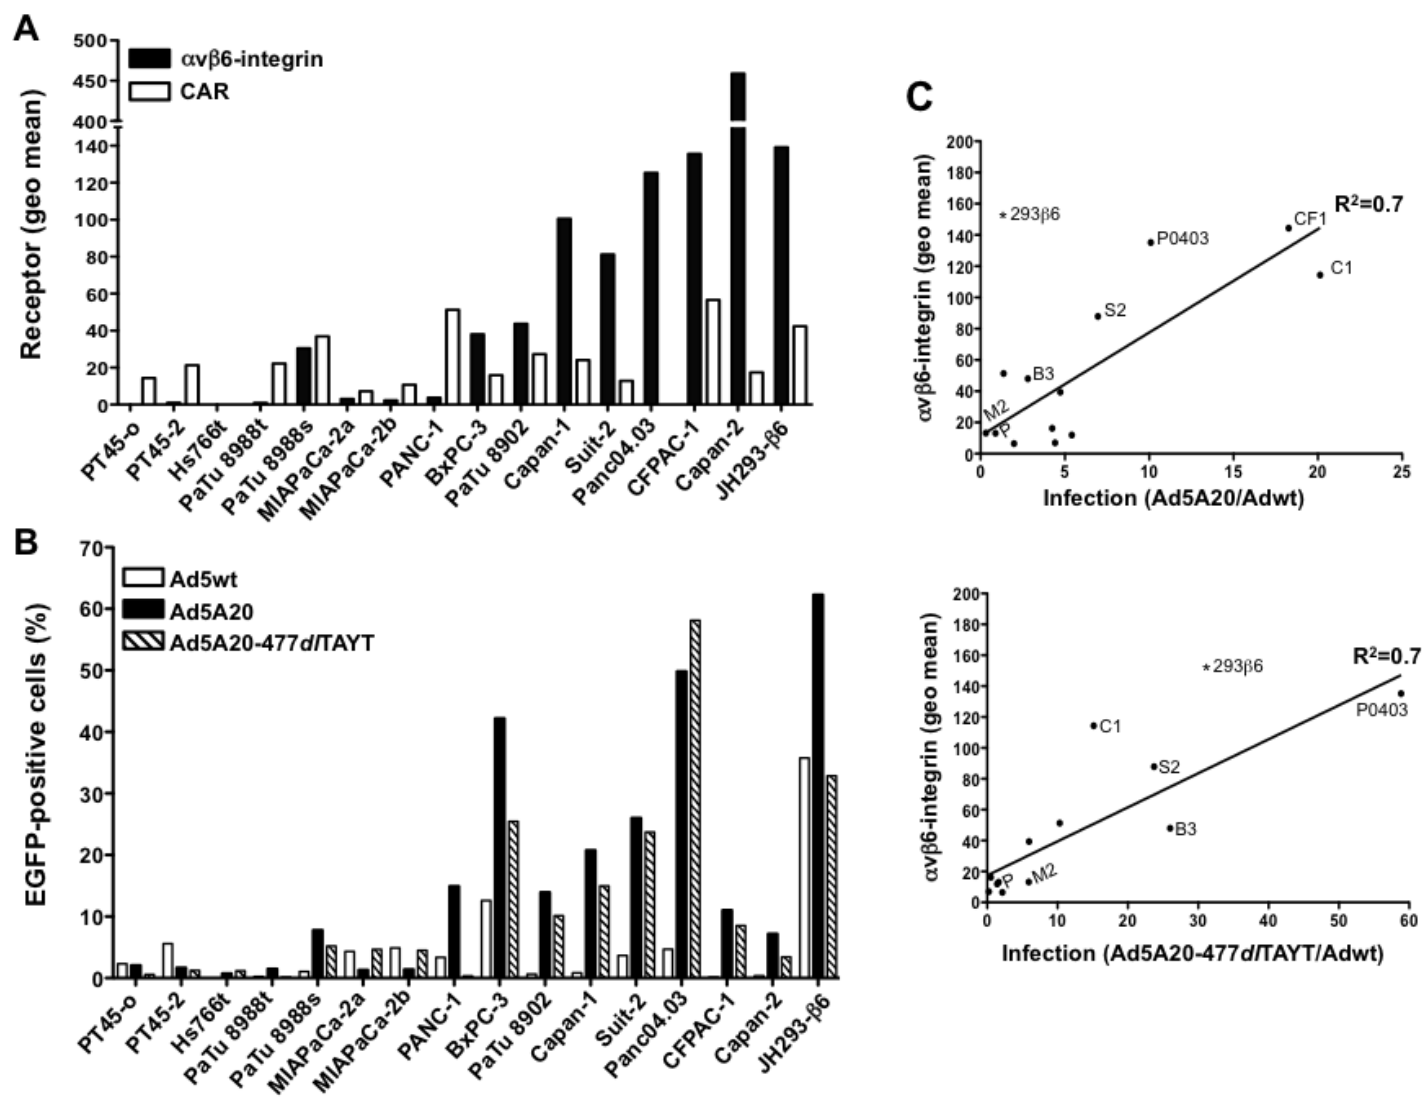 A
Receptor (geo mean)
500
450
400
140
120
100
80
60
40
20
0
αvβ6-integrin
CAR
PT45-o
PT45-2
Hs766t
PaTu 8988t
PaTu 8988s
MIAPaCa-2a
MIAPaCa-2b
PANC-1
BxPC-3
PaTu 8902
Capan-1
Suit-2
Panc04.03
CFPAC-1
Capan-2
JH293-β6
B
EGFP-positive cells (%)
70
60
50
40
30
20
10
0
Ad5wt
Ad5A20
Ad5A20-477dlTAYT
PT45-o
PT45-2
Hs766t
PaTu 8988t
PaTu 8988s
MIAPaCa-2a
MIAPaCa-2b
PANC-1
BxPC-3
PaTu 8902
Capan-1
Suit-2
Panc04.03
CFPAC-1
Capan-2
JH293-β6
C
αvβ6-integrin (geo mean)
200
180
160
140
120
100
80
60
40
20
0
*293β6
P0403
CF1
R²=0.7
C1
S2
B3
M2
P
0 5 10 15 20 25
Infection (Ad5A20/Adwt)
αvβ6-integrin (geo mean)
200
180
160
140
120
100
80
60
40
20
0
*293β6
R²=0.7
P0403
C1
S2
B3
M2
P
0 10 20 30 40 50 60
Infection (Ad5A20-477dlTAYT/Adwt)